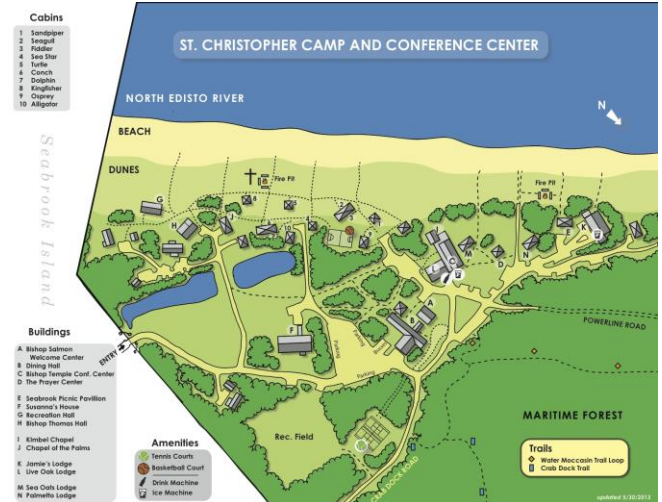 Cabins
1 Sandpiper
2 Seagull
3 Fiddler
4 Sea Star
5 Turtle
6 Conch
7 Dolphin
8 Kingfisher
9 Osprey
10 Alligator
ST. CHRISTOPHER CAMP AND CONFERENCE CENTER
NORTH EDISTO RIVER
N
BEACH
DUNES
Seabrook Island
Fire Pit
Fire Pit
G
H
J
8
10
I
M
C
D
N
E
K
A
B
F
ENTRY
Parking
Parking
Parking
POWERLINE ROAD
MARITIME FOREST
Rec. Field
CRAB DOCK ROAD
Buildings
A Bishop Salmon
Welcome Center
B Dining Hall
C Bishop Temple Conf. Center
D The Prayer Center
E Seabrook Picnic Pavilion
F Susanna's House
G Recreation Hall
H Bishop Thomas Hall
I Kimbel Chapel
J Chapel of the Palms
K Jamie's Lodge
L Live Oak Lodge
M Sea Oats Lodge
N Palmetto Lodge
Amenities
Tennis Courts
Basketball Court
Drink Machine
Ice Machine
Trails
Water Moccasin Trail Loop
Crab Dock Trail
updated 5/30/2013